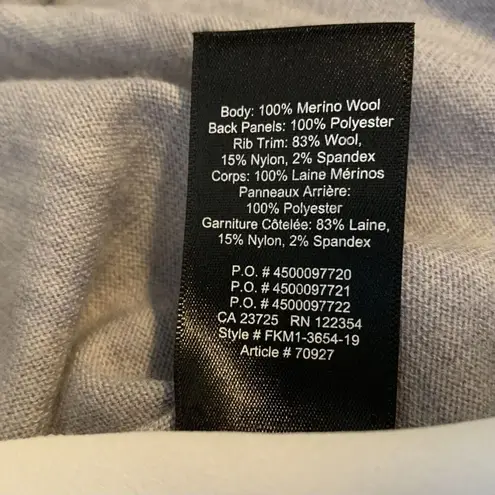 Body: 100% Merino Wool
Back Panels: 100% Polyester
Rib Trim: 83% Wool,
15% Nylon, 2% Spandex
Corps: 100% Laine Mérinos
Panneaux Arrière:
100% Polyester
Garniture Côtelée: 83% Laine,
15% Nylon, 2% Spandex
P.O. # 4500097720
P.O. # 4500097721
P.O. # 4500097722
CA 23725 RN 122354
Style # FKM1-3654-19
Article # 70927